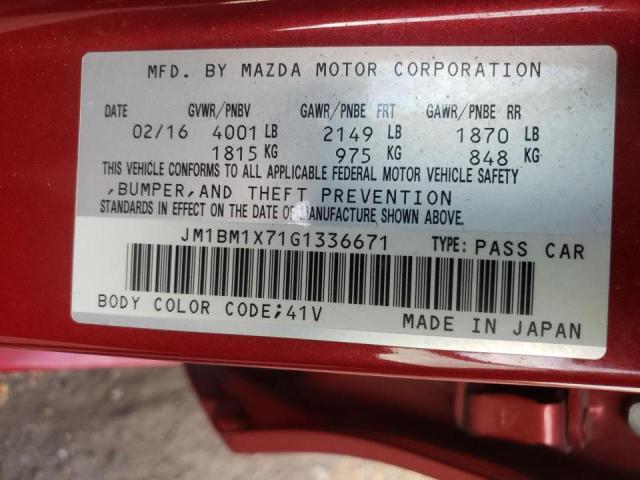 MFD. BY MAZDA MOTOR CORPORATION
DATE GVWR/PNBV GAWR/PNBE FRT GAWR/PNBE RR
02/16 4001 LB 2149 LB 1870 LB
1815 KG 975 KG 848 KG
THIS VEHICLE CONFORMS TO ALL APPLICABLE FEDERAL MOTOR VEHICLE SAFETY
,BUMPER,AND THEFT PREVENTION
STANDARDS IN EFFECT ON THE DATE OF MANUFACTURE SHOWN ABOVE.
JM1BM1X71G1336671 TYPE: PASS CAR
BODY COLOR CODE;41V MADE IN JAPAN